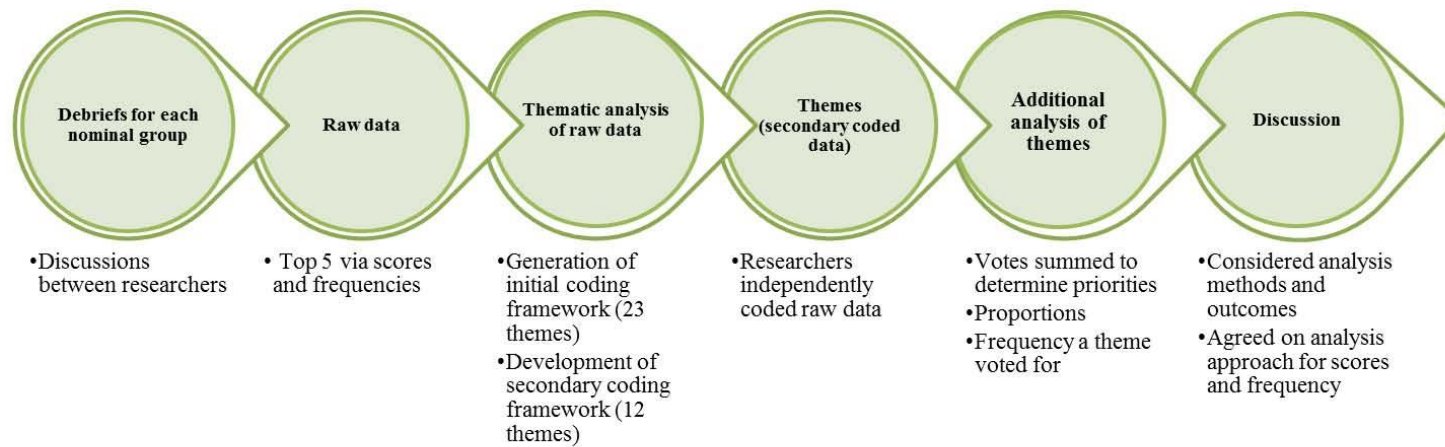 Debriefs for each
nominal group
Raw data
Thematic analysis
of raw data
Themes
(secondary coded
data)
Additional
analysis of
themes
Discussion
•Discussions
between researchers
• Top 5 via scores
and frequencies
•Generation of
initial coding
framework (23
themes)
•Development of
secondary coding
framework (12
themes)
•Researchers
independently
coded raw data
•Votes summed to
determine priorities
•Proportions
•Frequency a theme
voted for
•Considered analysis
methods and
outcomes
•Agreed on analysis
approach for scores
and frequency